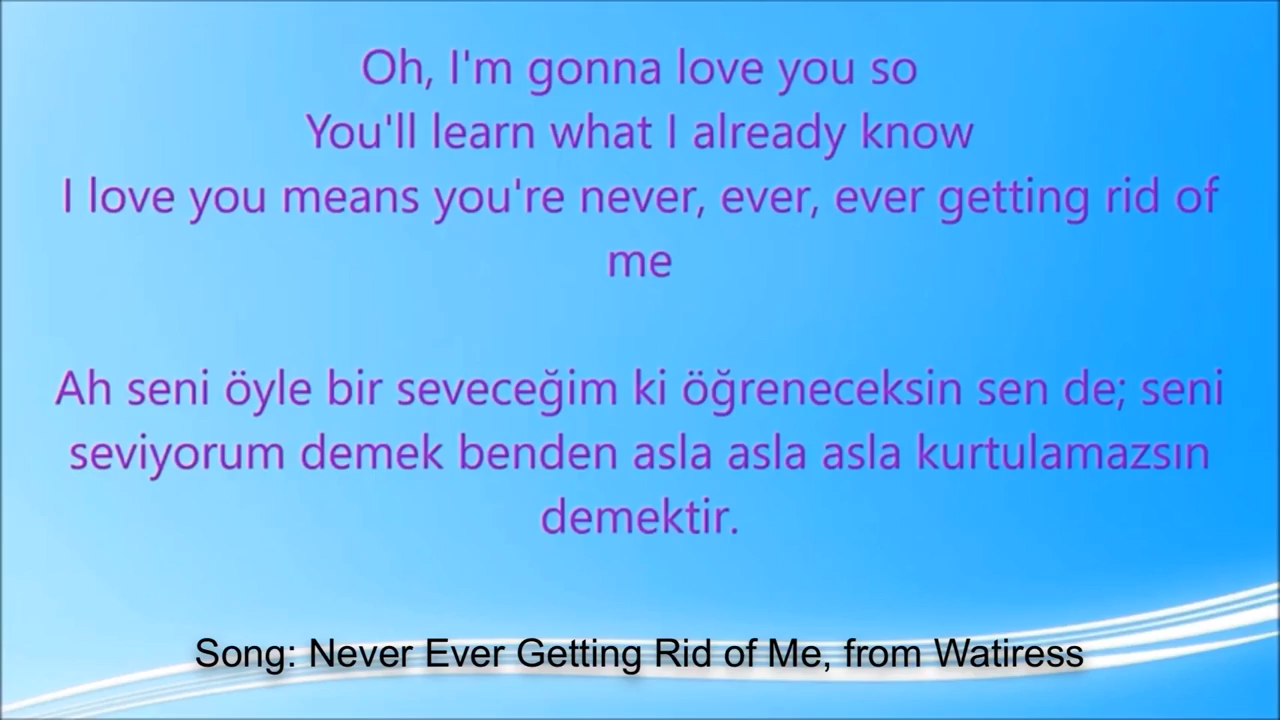 Oh, I'm gonna love you so
You'll learn what I already know
I love you means you're never, ever, ever getting rid of
me
Ah seni öyle bir seveceğim ki öğreneceksin sen de; seni
seviyorum demek benden asla asla asla kurtulamazsın
demektir.
Song: Never Ever Getting Rid of Me, from Watiress